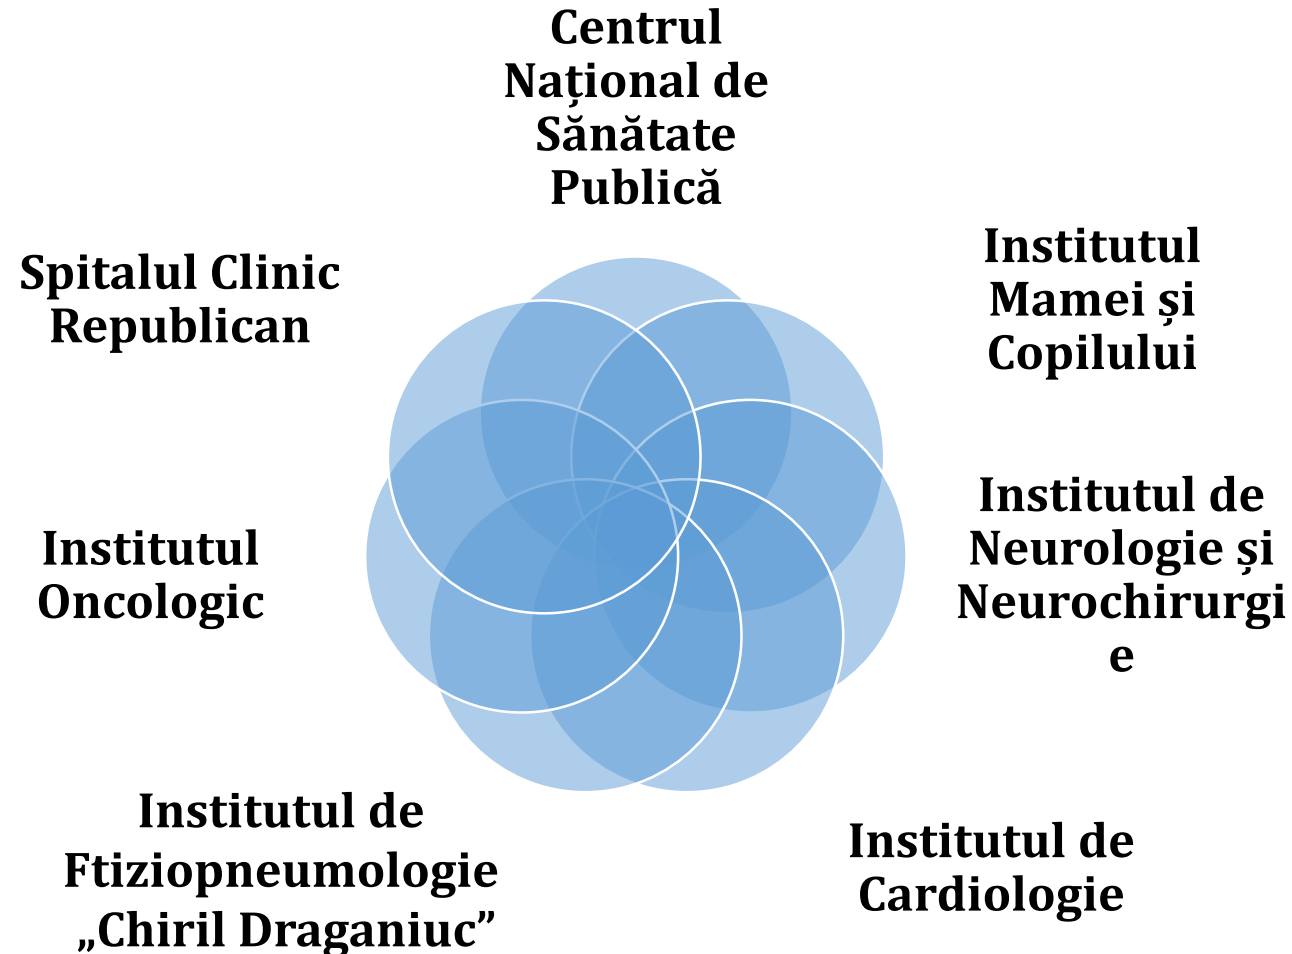 Centrul
Național de
Sănătate
Publică
Institutul
Mamei și
Copilului
Institutul de
Neurologie și
Neurochirurgi
e
Institutul de
Cardiologie
Institutul de
Ftiziopneumologie
„Chiril Draganiuc”
Institutul
Oncologic
Spitalul Clinic
Republican